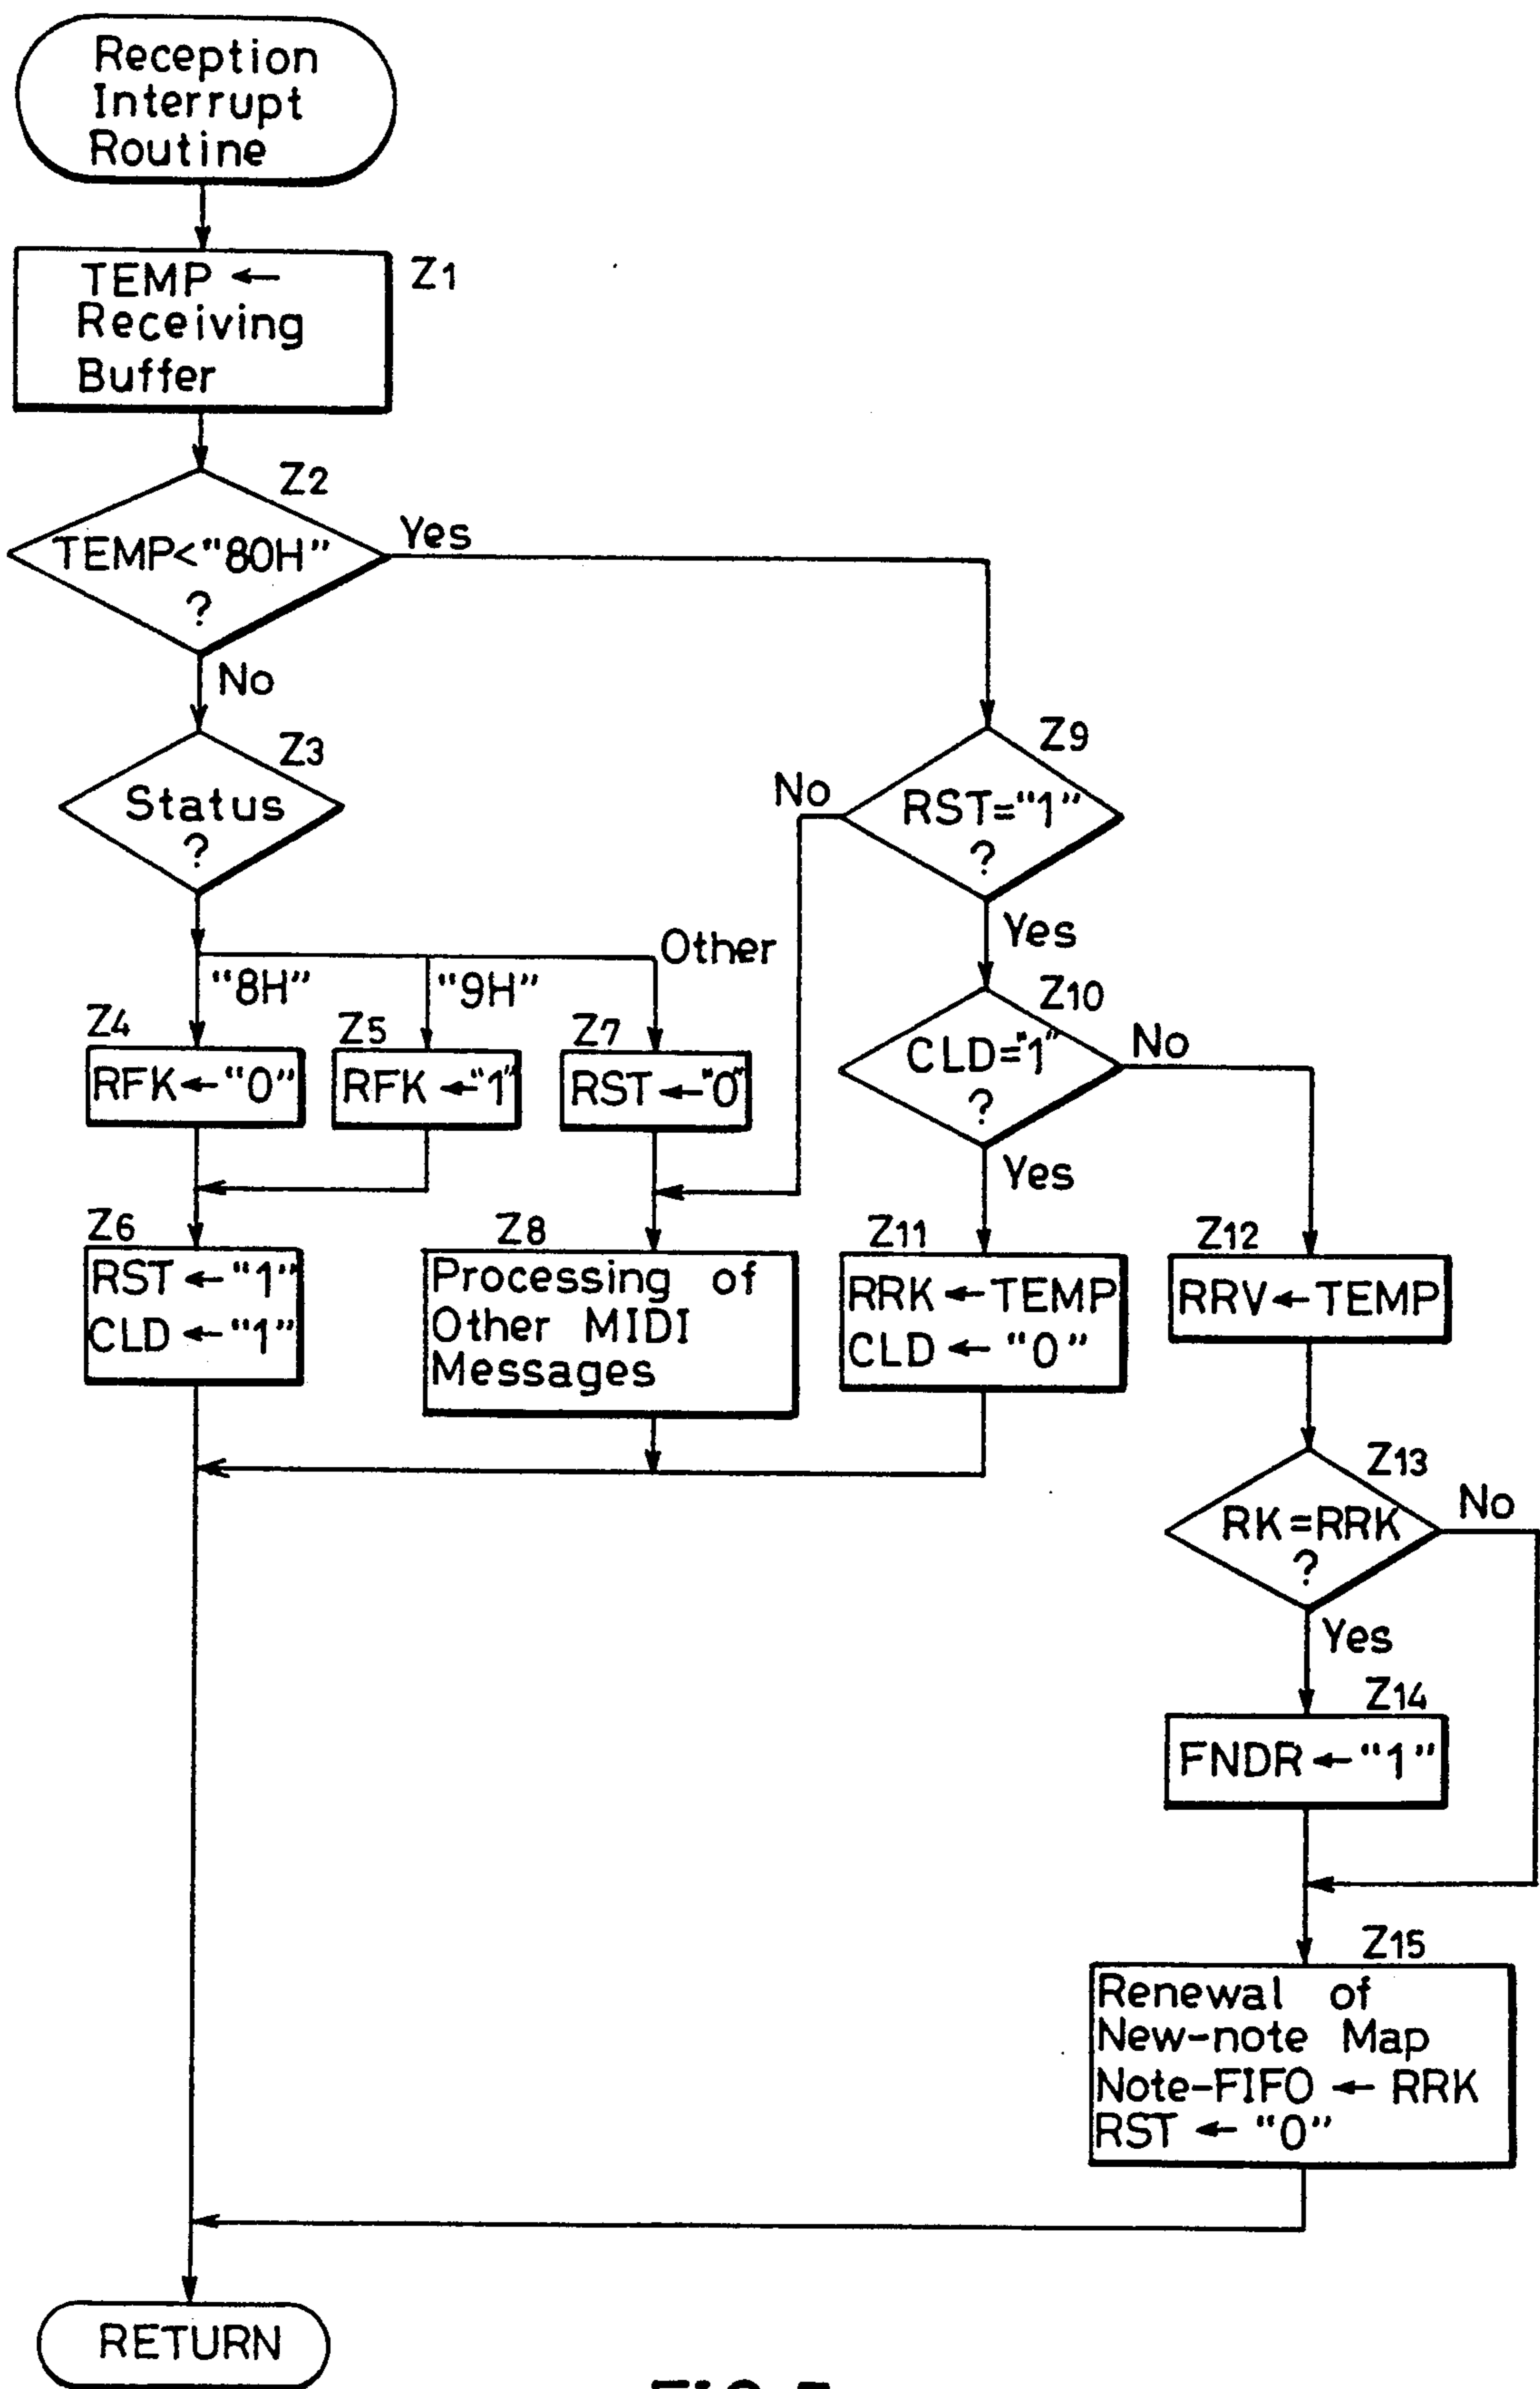 Reception
Interrupt
Routine
TEMP ←
Receiving
Buffer
Z1
Z2
TEMP<"80H"
?
Yes
No
Z3
Status
?
Z9
No
RST="1"
?
Yes
Other
"8H"
"9H"
Z4
RFK←"0"
Z5
RFK ←"1"
Z7
RST ←"0"
Z10
CLD="1"
?
No
Yes
Z6
RST ← "1"
CLD ← "1"
Z8
Processing of
Other MIDI
Messages
Z11
RRK ← TEMP
CLD ← "0"
Z12
RRV← TEMP
Z13
RK=RRK
?
No
Yes
Z14
FNDR ← "1"
Z15
Renewal of
New-note Map
Note-FIFO ← RRK
RST ← "0"
RETURN